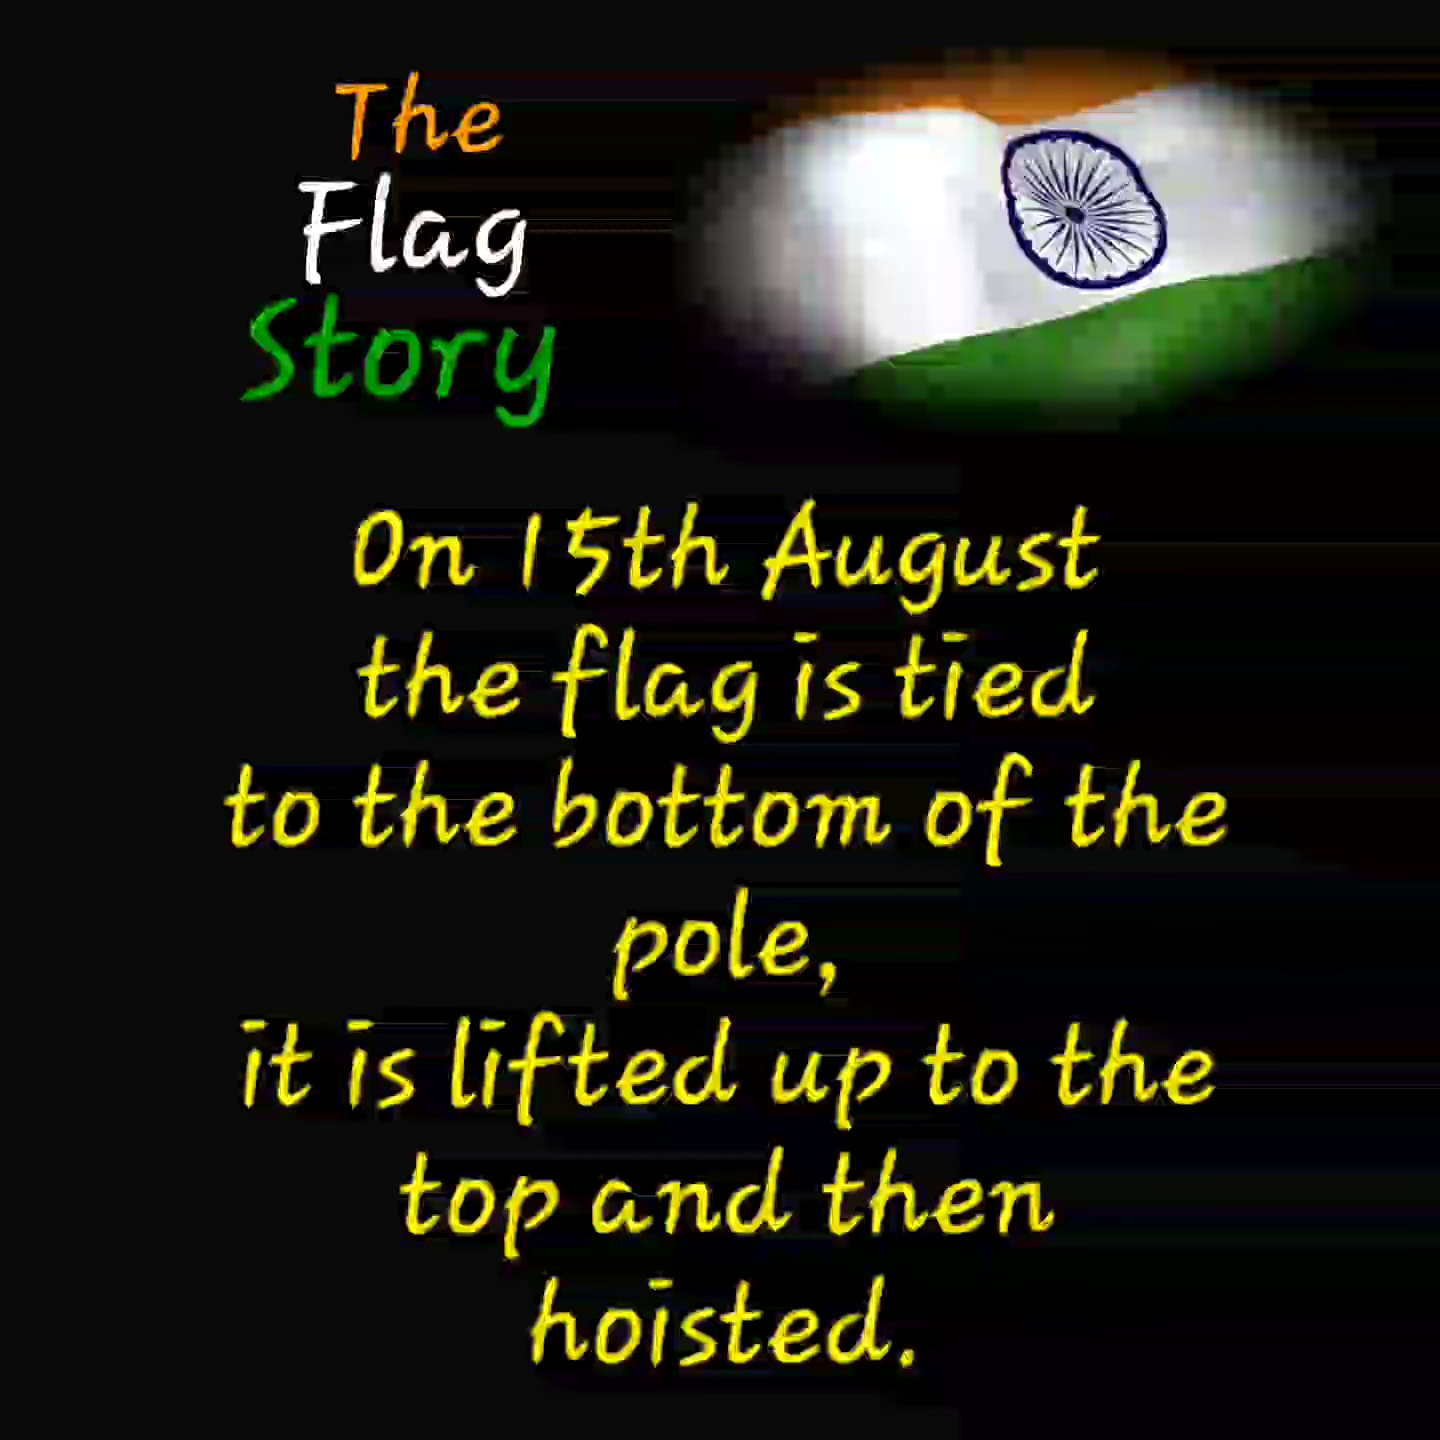 The
Flag
Story
On 15th August
the flag is tied
to the bottom of the
pole,
it is lifted up to the
top and then
hoisted.